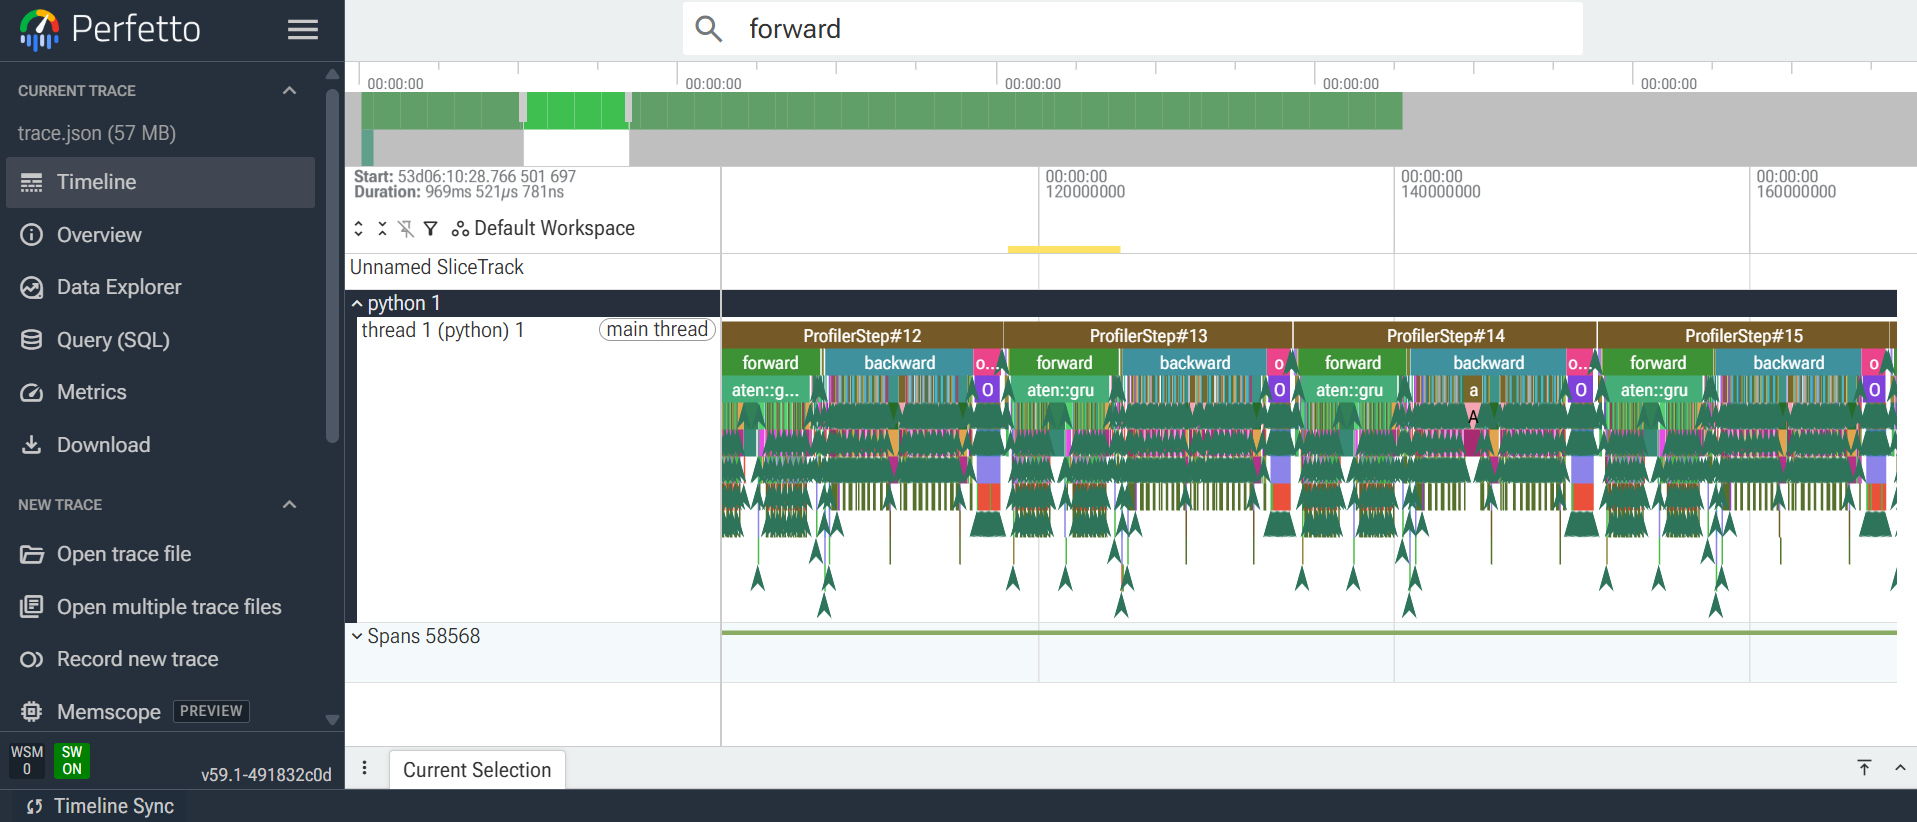 Perfetto
forward
CURRENT TRACE
trace.json (57 MB)
Timeline
Overview
Data Explorer
Query (SQL)
Metrics
Download
NEW TRACE
Open trace file
Open multiple trace files
Record new trace
Memscope PREVIEW
WSM
0
SW
ON
v59.1-491832c0d
Timeline Sync
00:00:00 00:00:00 00:00:00 00:00:00 00:00:00
Start: 53d06:10:28.766 501 697
Duration: 969ms 521µs 781ns
00:00:00 00:00:00 00:00:00
120000000 140000000 160000000
Default Workspace
Unnamed SliceTrack
python 1
thread 1 (python) 1 main thread
ProfilerStep#12 ProfilerStep#13 ProfilerStep#14 ProfilerStep#15
forward backward o... forward backward o forward backward o... forward backward o
aten::g... O aten::gru O aten::gru a O aten::gru O
A
Spans 58568
Current Selection